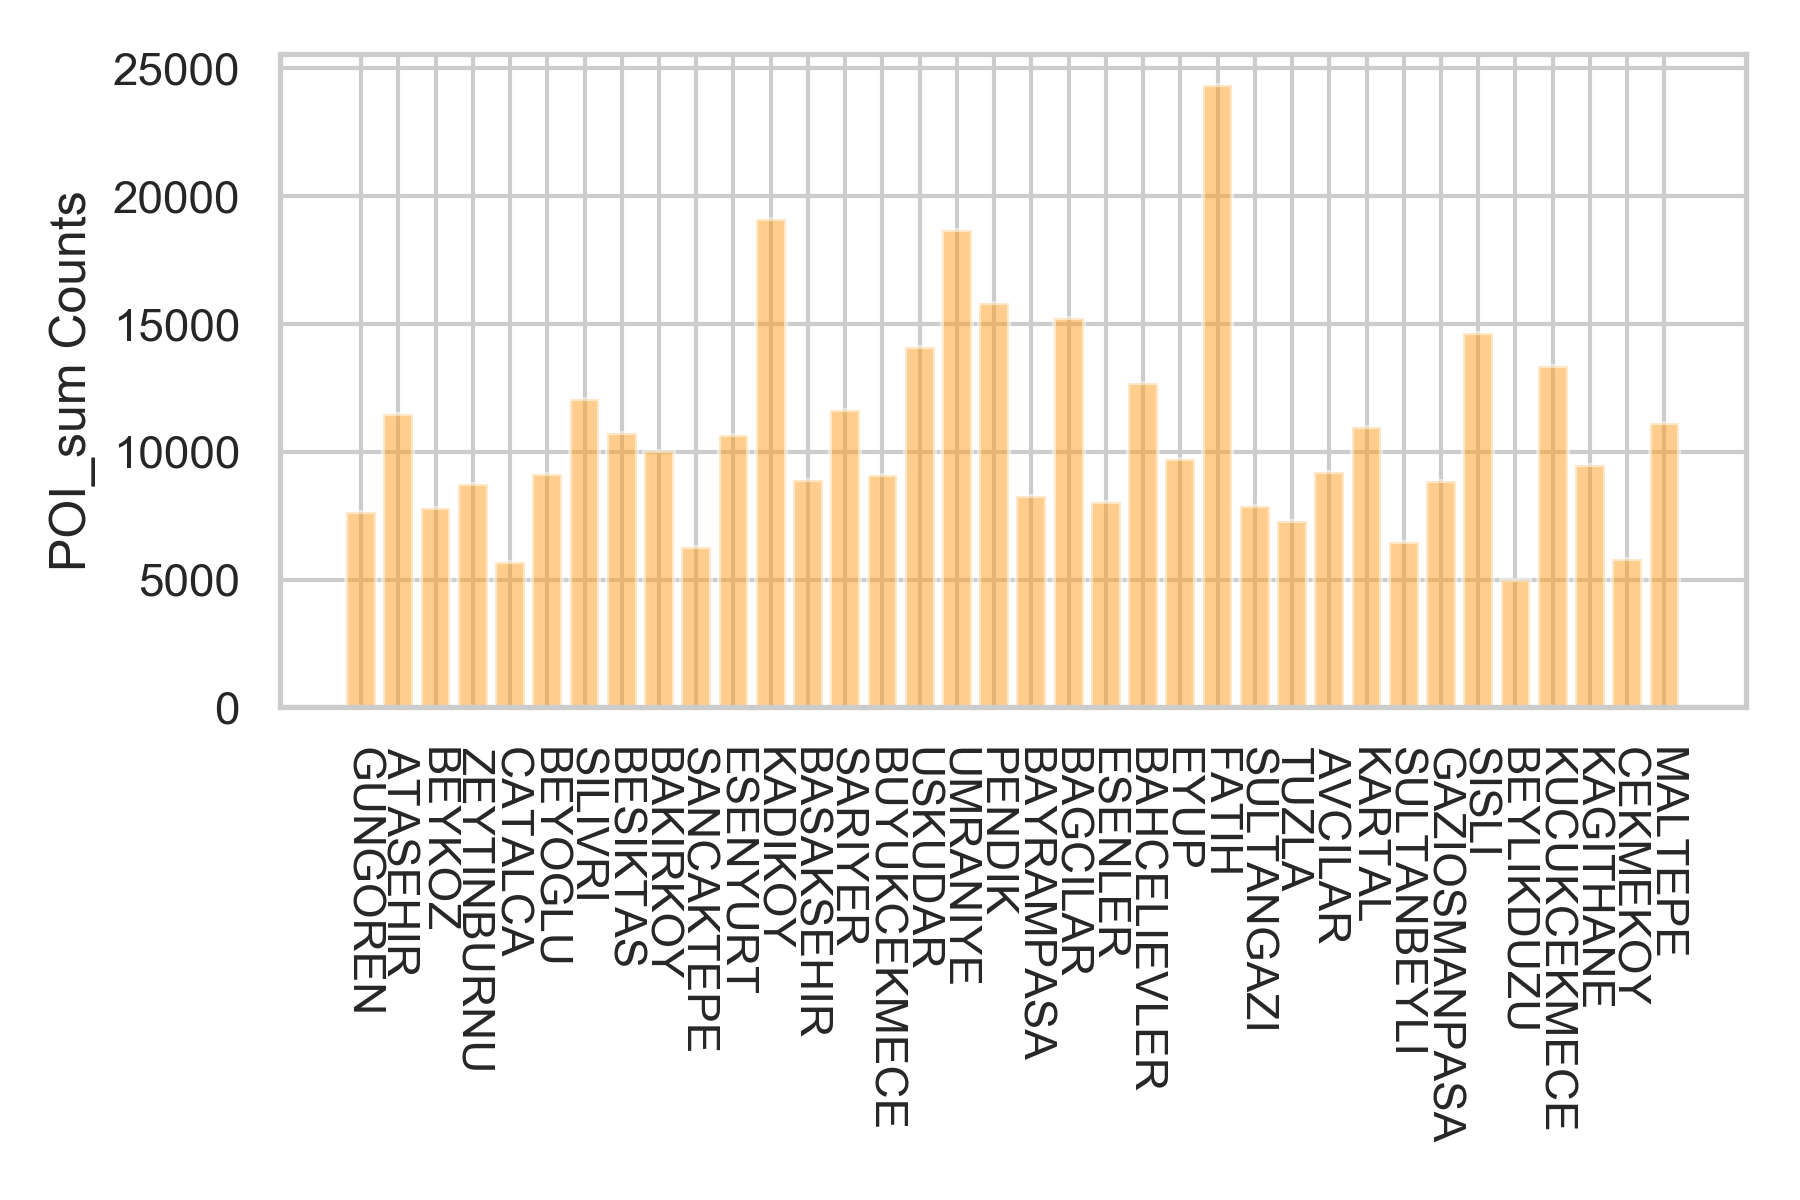 POI_sum Counts
25000
20000
15000
10000
5000
0
GUNGOREN
ATASEHIR
BEYKOZ
ZEYTINBURNU
CATALCA
BEYOGLU
SILIVRI
BESIKTAS
BAKIRKOY
SANCAKTEPE
ESENYURT
KADIKOY
BASAKSEHIR
SARIYER
BUYUKCEKMECE
USKUDAR
UMRANIYE
PENDIK
BAYRAMPASA
BAGCILAR
ESENLER
BAHCELIEVLER
EYUP
FATIH
SULTANGAZI
TUZLA
AVCILAR
KARTAL
SULTANBEYLI
GAZIOSMANPASA
SISLI
BEYLIKDUZU
KUCUKCEKMECE
KAGITHANE
CEKMEKOY
MALTEPE